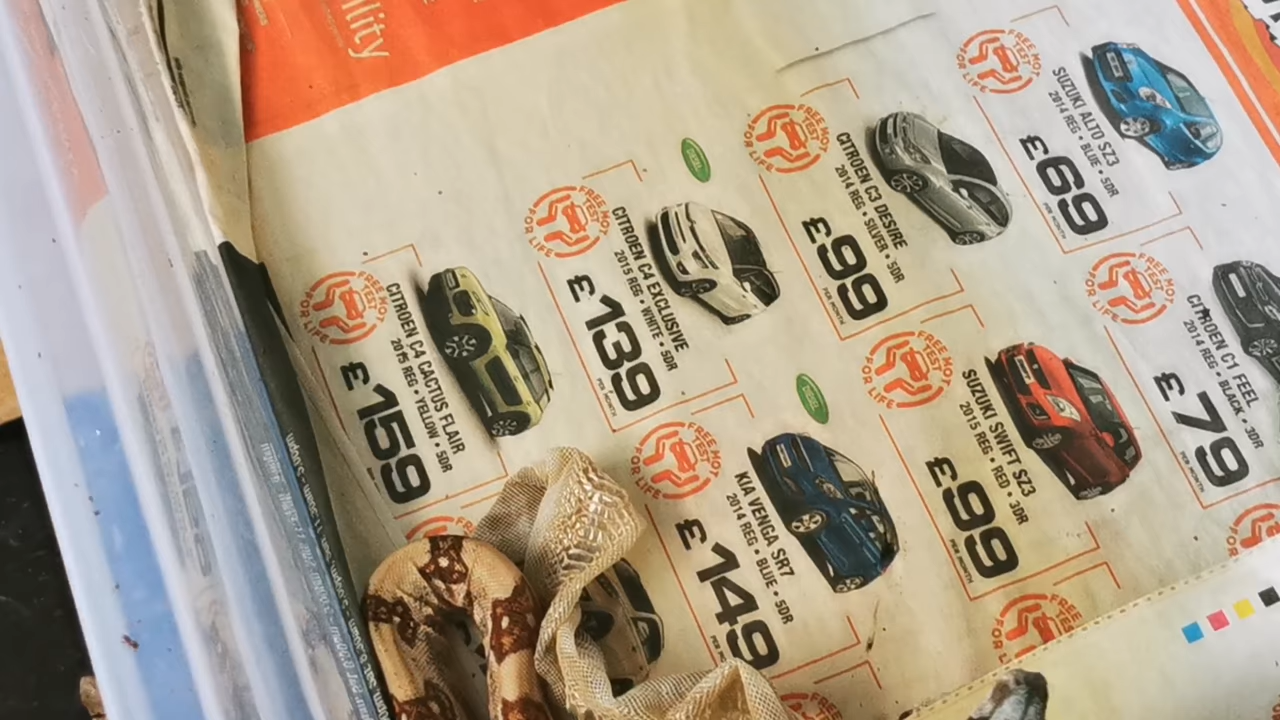 ility
FREE MOT
TEST
FOR LIFE
SUZUKI ALTO SZ3
2014 REG • BLUE • 5DR
£69
PER MONTH
FREE MOT
TEST
FOR LIFE
CITROEN C3 DESIRE
2014 REG • SILVER • 5DR
£99
PER MONTH
DIESEL
FREE MOT
TEST
FOR LIFE
CITROEN C4 EXCLUSIVE
2015 REG • WHITE • 5DR
£139
PER MONTH
FREE MOT
TEST
FOR LIFE
CITROEN C4 CACTUS FLAIR
2015 REG • YELLOW • 5DR
£159
FREE MOT
TEST
FOR LIFE
CITROEN C1 FEEL
2014 REG • BLACK • 3DR
£79
PER MONTH
FREE MOT
TEST
FOR LIFE
SUZUKI SWIFT SZ3
2015 REG • RED • 3DR
£99
PER MONTH
DIESEL
FREE MOT
TEST
FOR LIFE
KIA VENGA SR7
2014 REG • BLUE • 5DR
£149
FREE
TEST